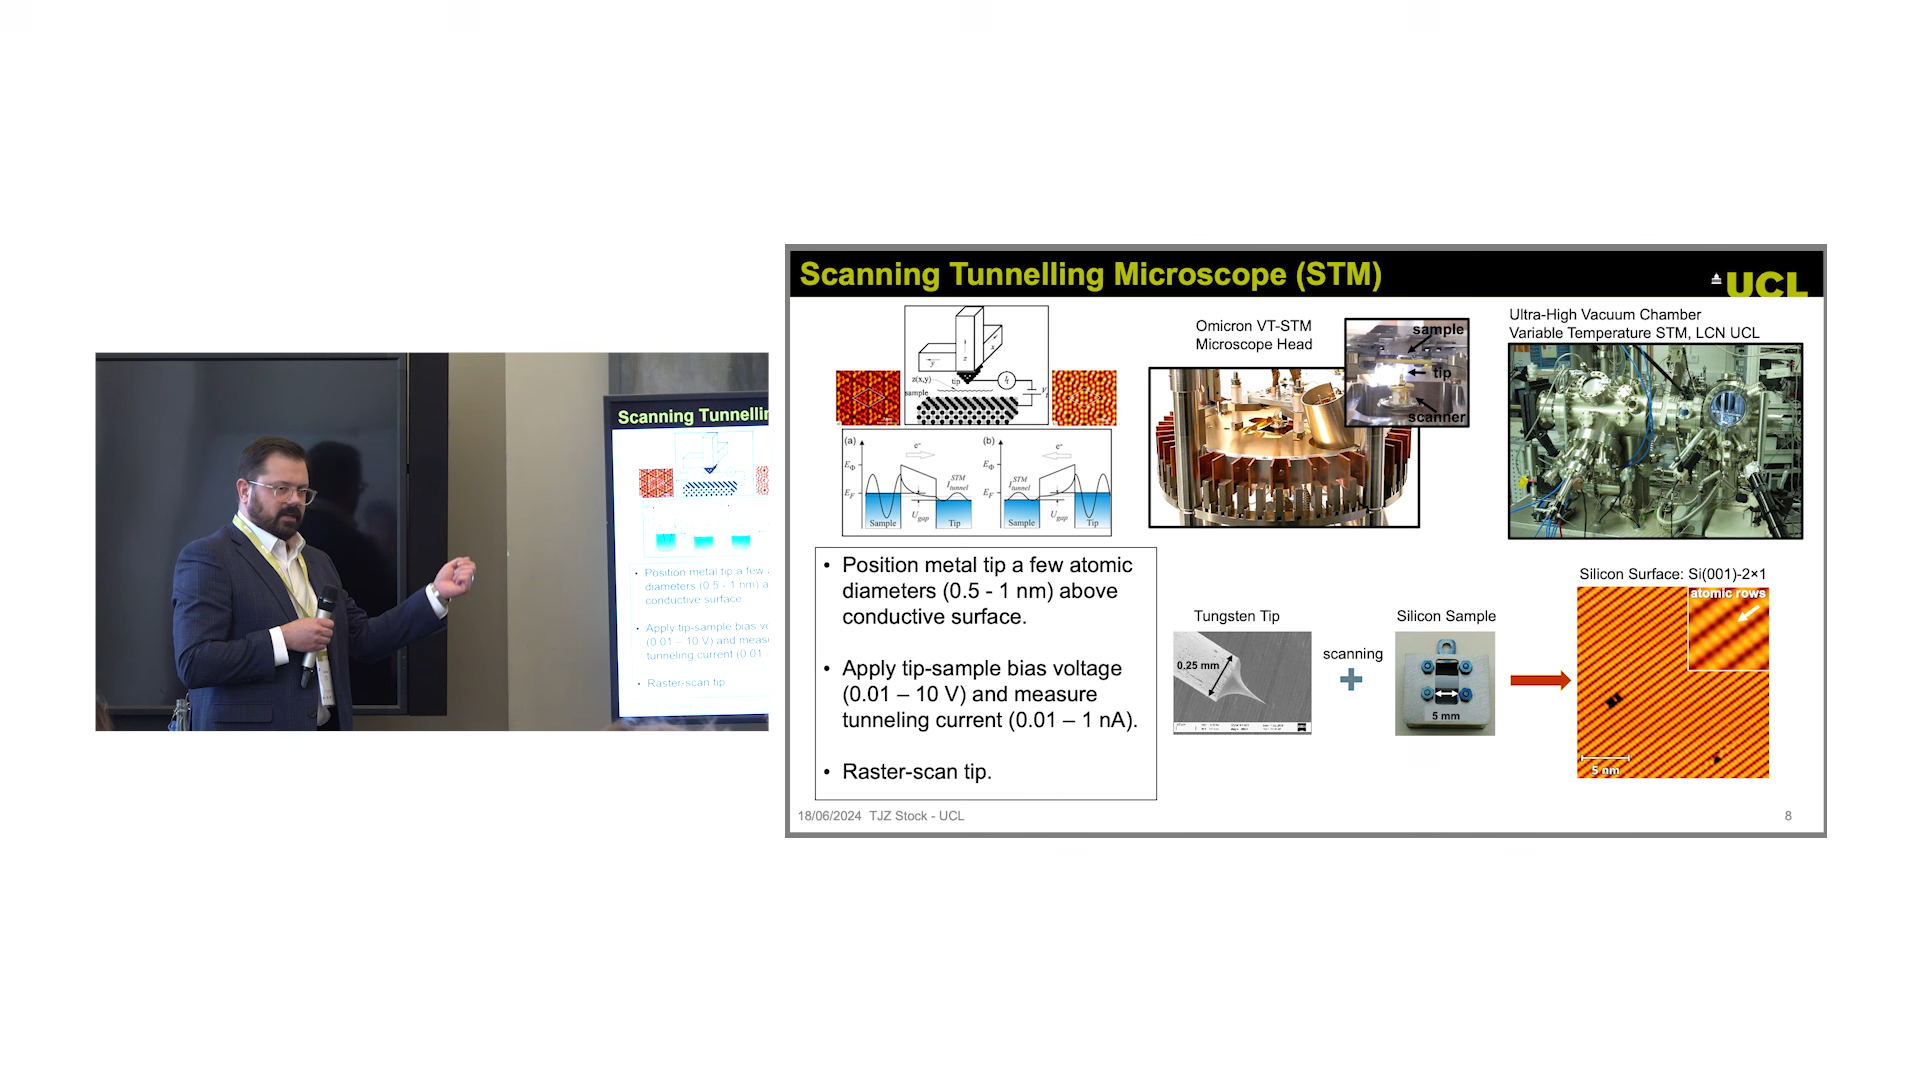 Scanning Tunnelling Microscope (STM)
UCL
z
y
x
z(x,y)
tip
sample
Omicron VT-STM
Microscope Head
sample
tip
scanner
Ultra-High Vacuum Chamber
Variable Temperature STM, LCN UCL
(a)
e⁻
E_Φ
E_F
I^STM_tunnel
U_gap
Sample
Tip
(b)
e⁻
E_Φ
E_F
I^STM_tunnel
U_gap
Sample
Tip
• Position metal tip a few atomic
diameters (0.5 - 1 nm) above
conductive surface.
• Apply tip-sample bias voltage
(0.01 – 10 V) and measure
tunneling current (0.01 – 1 nA).
• Raster-scan tip.
Tungsten Tip
0.25 mm
scanning
Silicon Sample
5 mm
Silicon Surface: Si(001)-2×1
atomic rows
5 nm
18/06/2024 TJZ Stock - UCL
8
Scanning Tunnellin
• Position metal tip a few
diameters (0.5 - 1 nm) a
conductive surface
• Apply tip-sample bias vo
(0.01 – 10 V) and meas
tunneling current (0.01
• Raster-scan tip